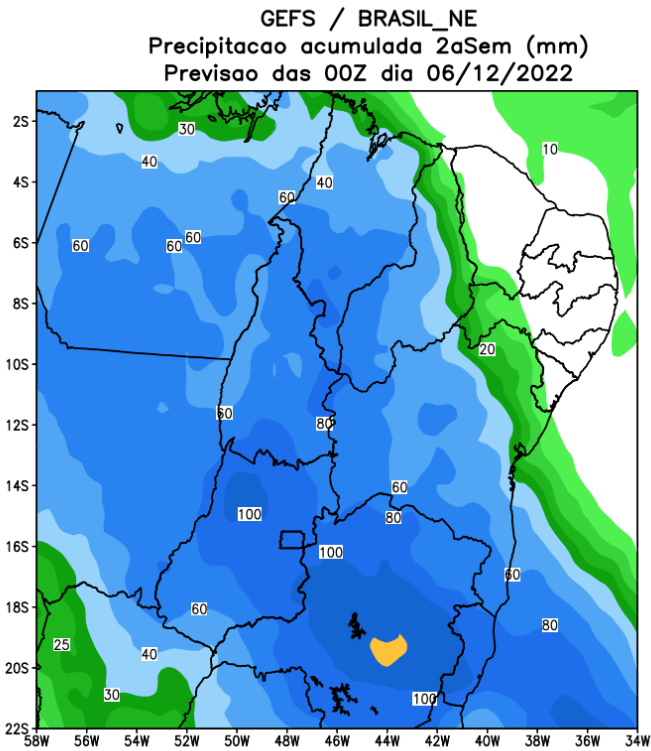 GEFS / BRASIL_NE
Precipitacao acumulada 2aSem (mm)
Previsao das 00Z dia 06/12/2022
2S
30
10
40
4S
40
60
60
6S
60
60
8S
20
10S
60
80
12S
60
14S
100
80
16S
100
60
18S
60
80
25
40
20S
30
100
22S
58W 56W 54W 52W 50W 48W 46W 44W 42W 40W 38W 36W 34W